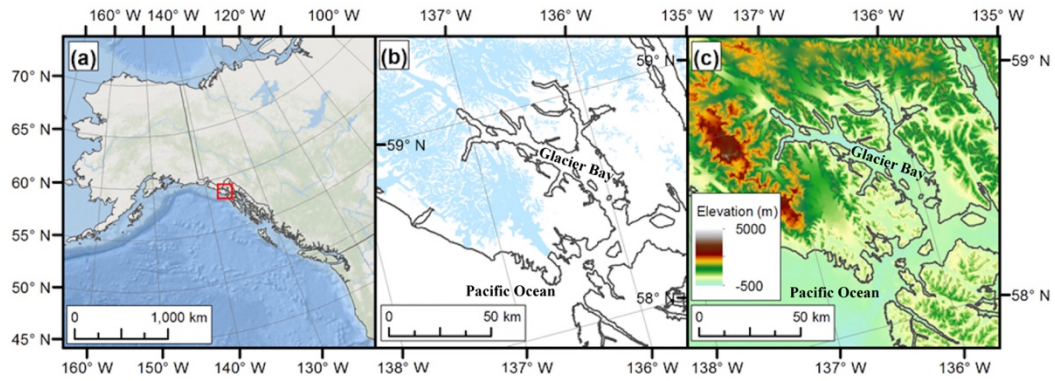 160° W 140° W 120° W 100° W 137° W 136° W 135° W 137° W 136° W 135° W
(a)
(b)
(c)
59° N
59° N
70° N
65° N
60° N
55° N
50° N
45° N
59° N
Glacier Bay
Glacier Bay
Elevation (m)
5000
-500
Pacific Ocean
Pacific Ocean
58° N
58° N
0 1,000 km
0 50 km
0 50 km
160° W 150° W 140° W 130° W 138° W 137° W 136° W 138° W 137° W 136° W